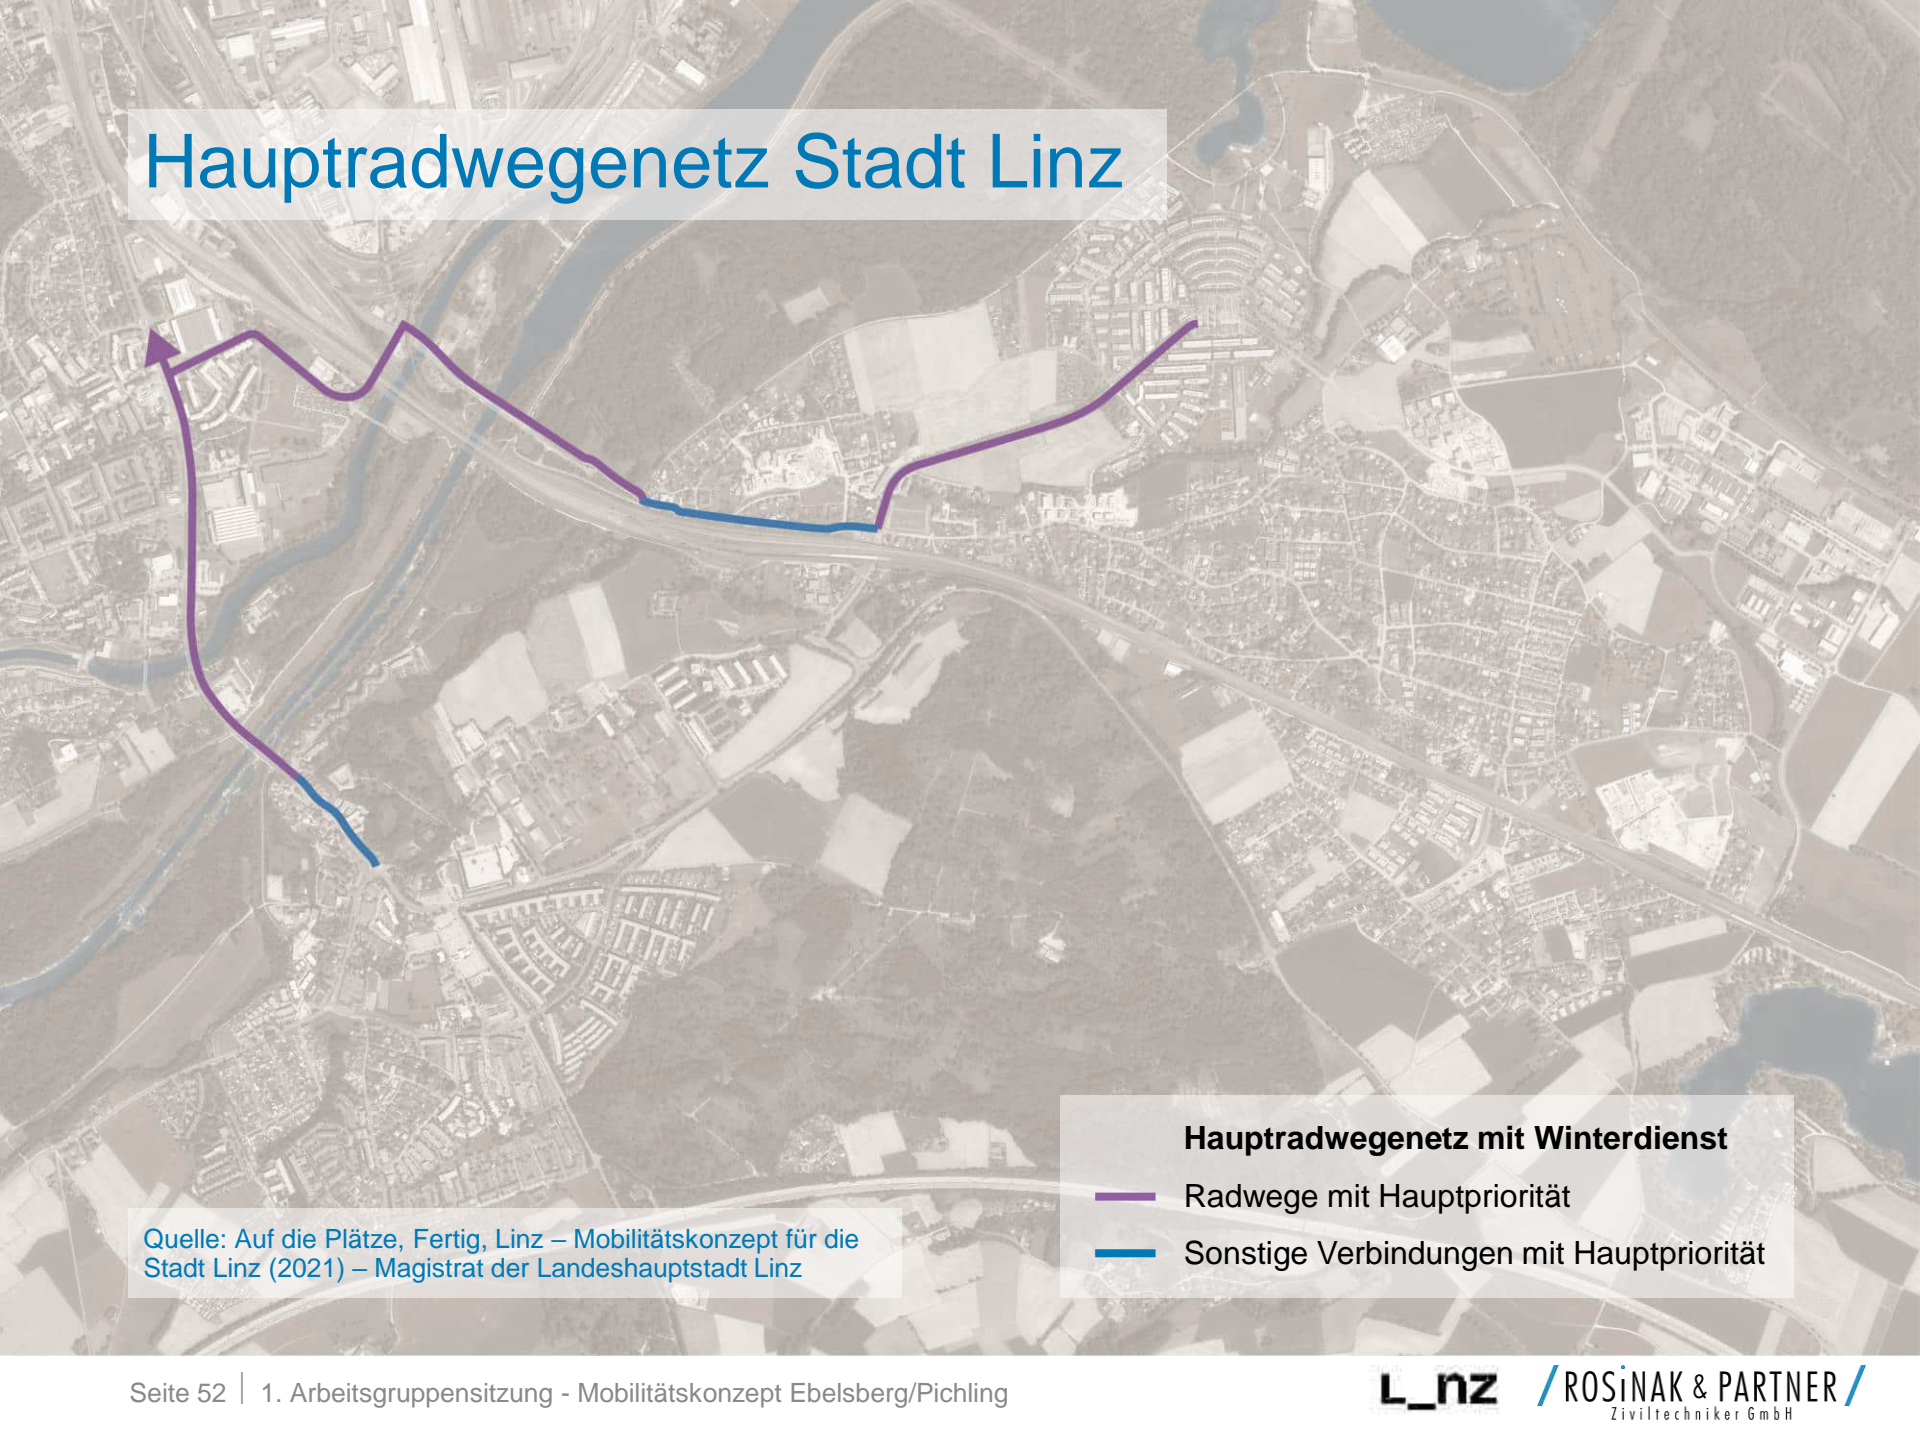 Hauptradwegenetz Stadt Linz
Hauptradwegenetz mit Winterdienst
Radwege mit Hauptpriorität
Sonstige Verbindungen mit Hauptpriorität
Quelle: Auf die Plätze, Fertig, Linz – Mobilitätskonzept für die
Stadt Linz (2021) – Magistrat der Landeshauptstadt Linz
Seite 52 | 1. Arbeitsgruppensitzung - Mobilitätskonzept Ebelsberg/Pichling
L_nz
/ROSiNAK & PARTNER/
Ziviltechniker GmbH